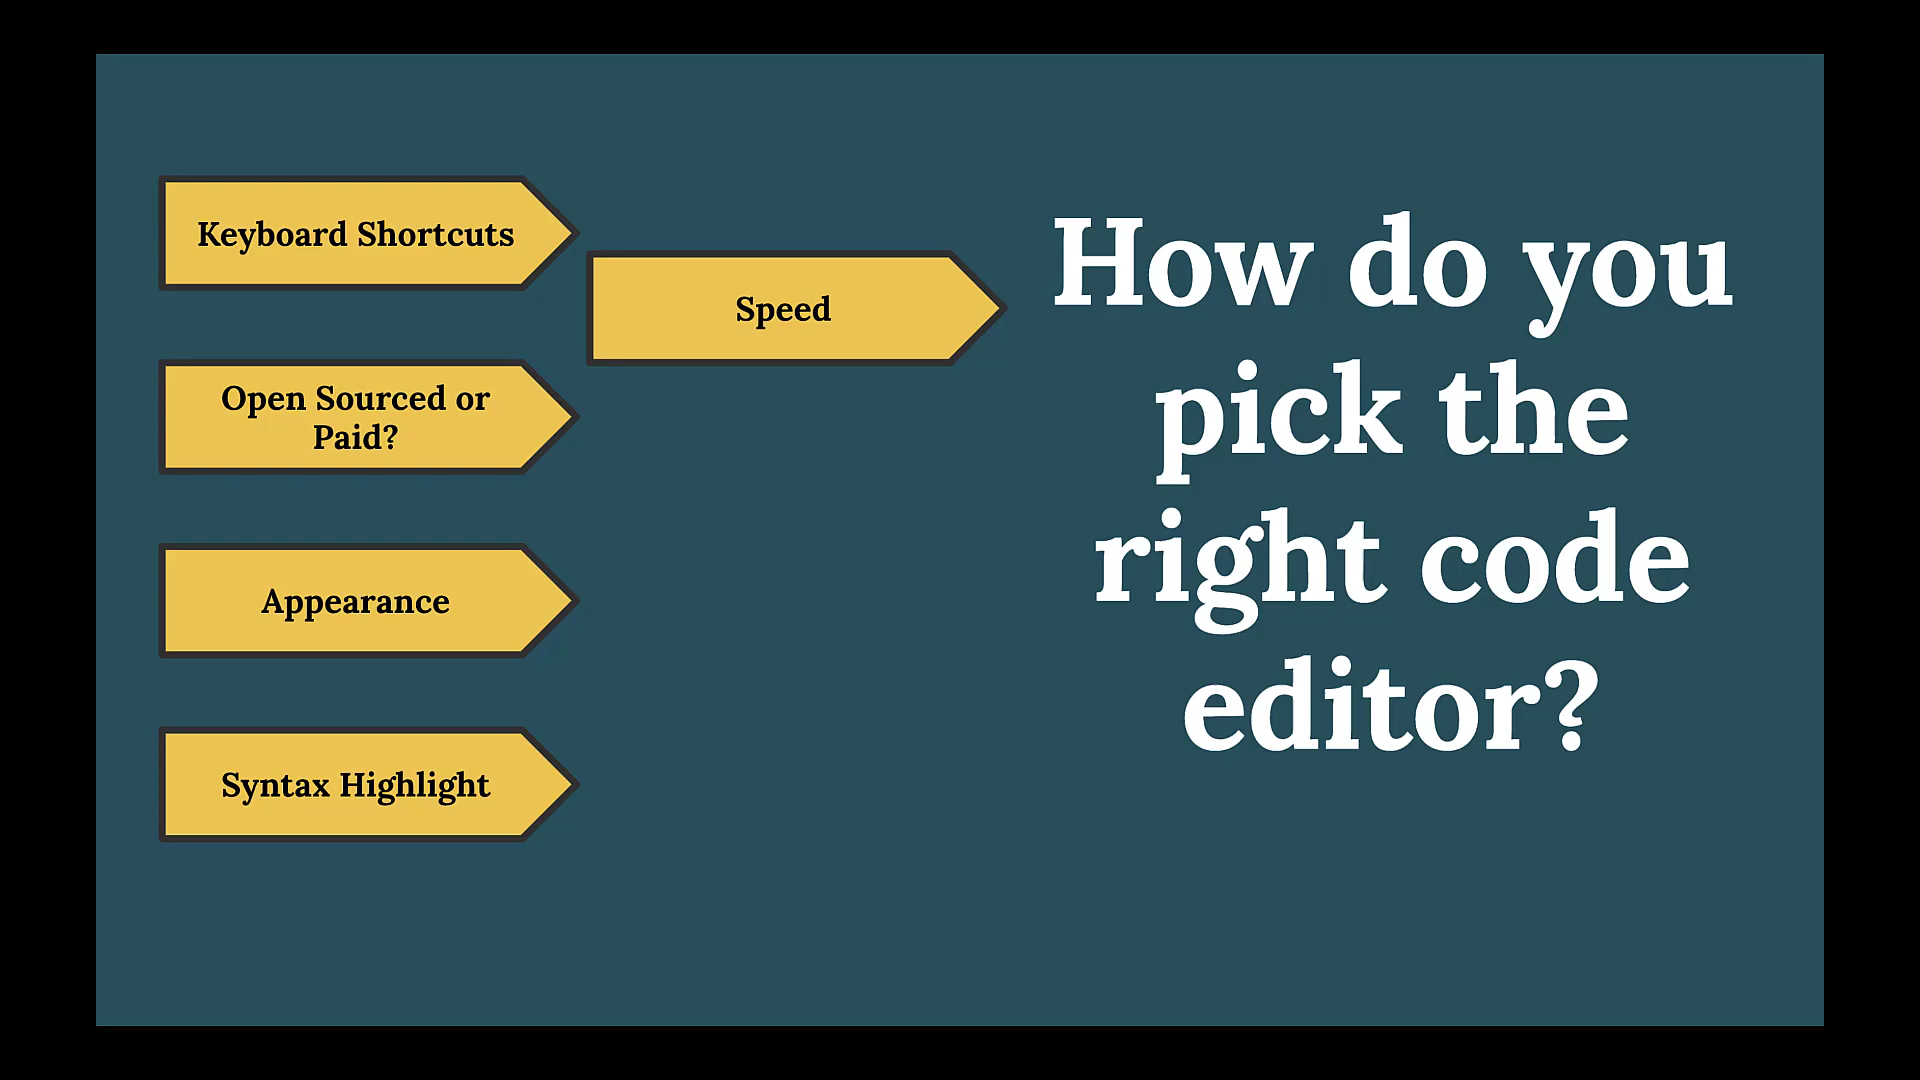 Keyboard Shortcuts
Open Sourced or
Paid?
Appearance
Syntax Highlight
Speed
How do you
pick the
right code
editor?